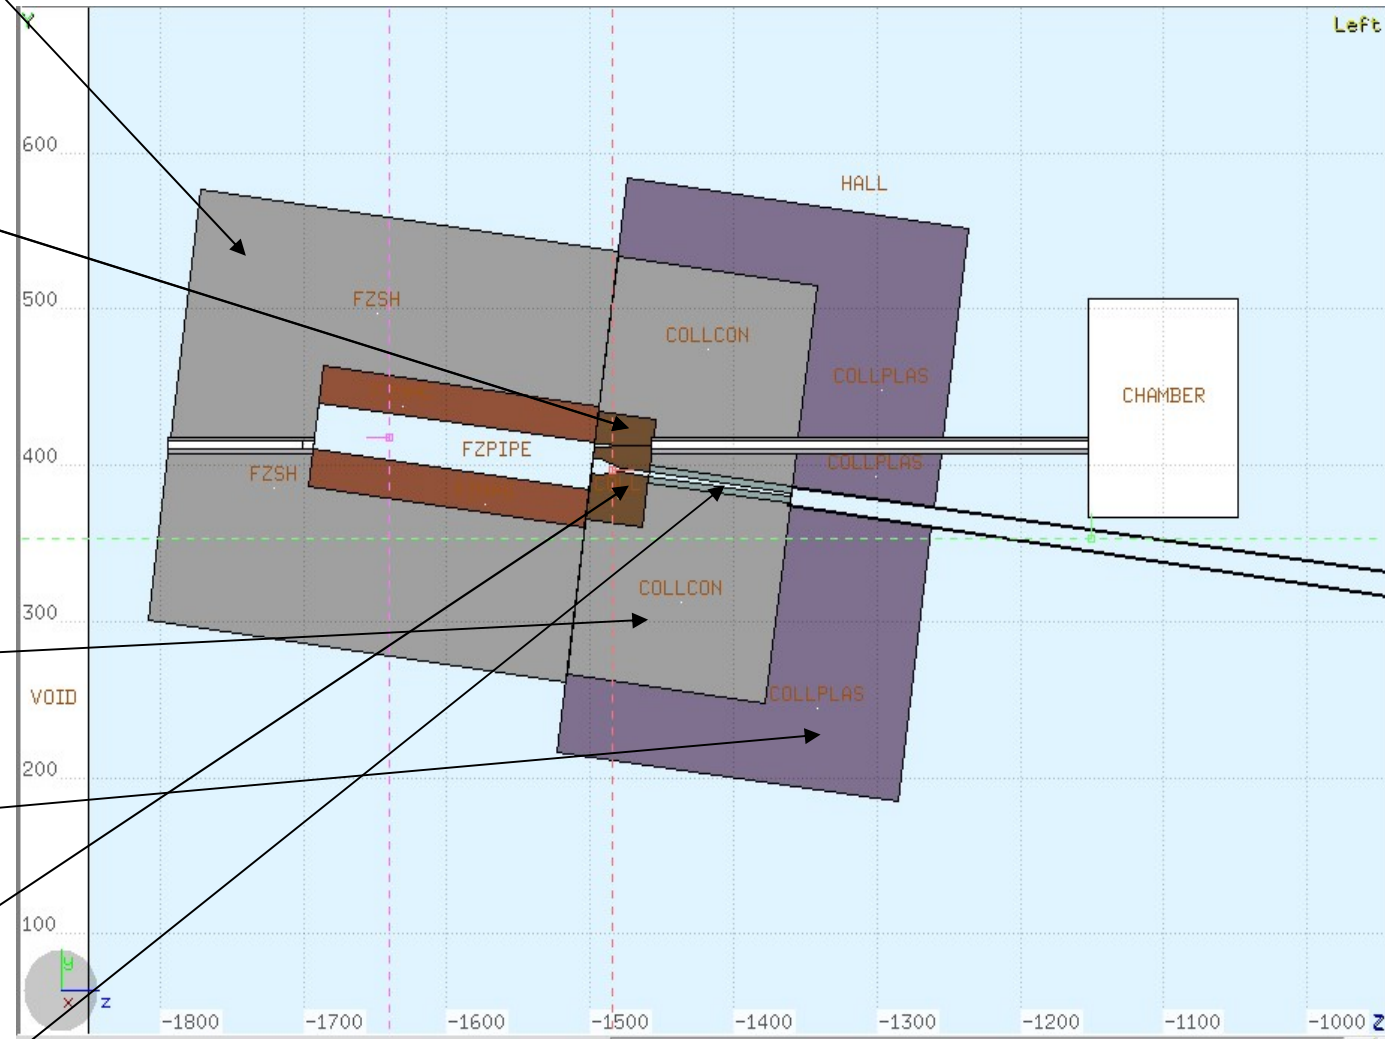 Y
Left
600
HALL
500
FZSH
COLLCON
COLLPLAS
CHAMBER
400
FZPIPE
FZSH
COLLPLAS
COLLCON
300
VOID
COLLPLAS
200
100
y
x
z
-1800
-1700
-1600
-1500
-1400
-1300
-1200
-1100
-1000
Z